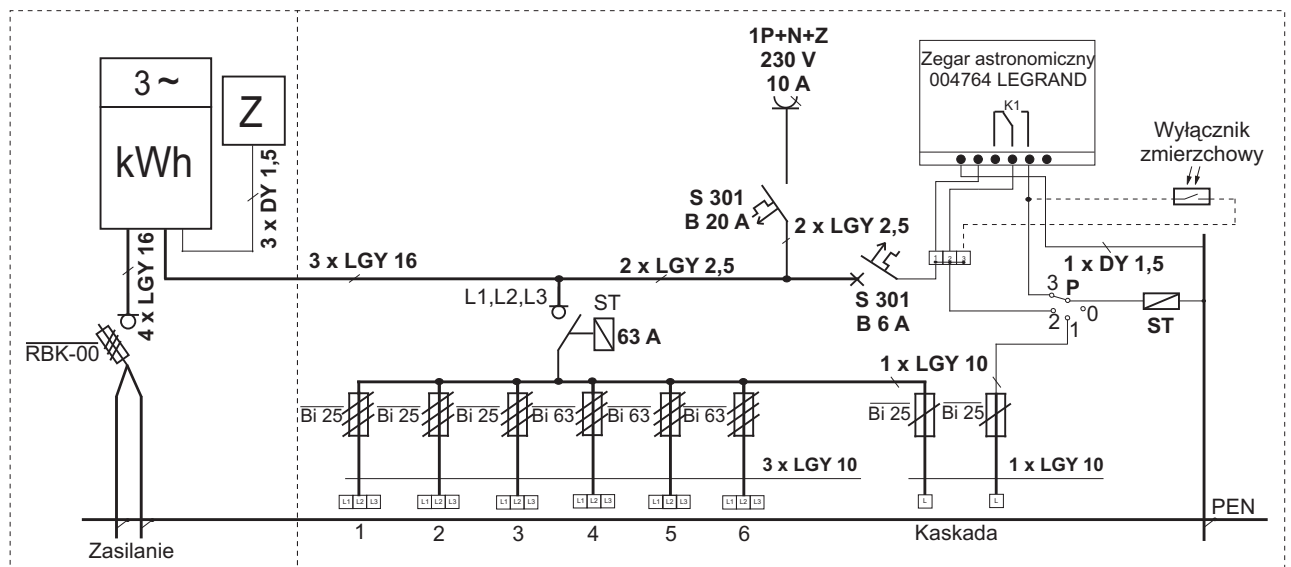 3 ~
kWh
Z
3 x DY 1,5
4 x LGY 16
RBK-00
Zasilanie
3 x LGY 16
L1,L2,L3
ST
63 A
2 x LGY 2,5
1P+N+Z
230 V
10 A
S 301
B 20 A
2 x LGY 2,5
S 301
B 6 A
Zegar astronomiczny
004764 LEGRAND
K1
Wyłącznik
zmierzchowy
1 2 3
1 x DY 1,5
3 P
2 1 0
ST
1 x LGY 10
Bi 25 Bi 25 Bi 25 Bi 63 Bi 63 Bi 63 Bi 25 Bi 25
3 x LGY 10
1 x LGY 10
L1 L2 L3 L1 L2 L3 L1 L2 L3 L1 L2 L3 L1 L2 L3 L1 L2 L3 L L
1 2 3 4 5 6 Kaskada
PEN